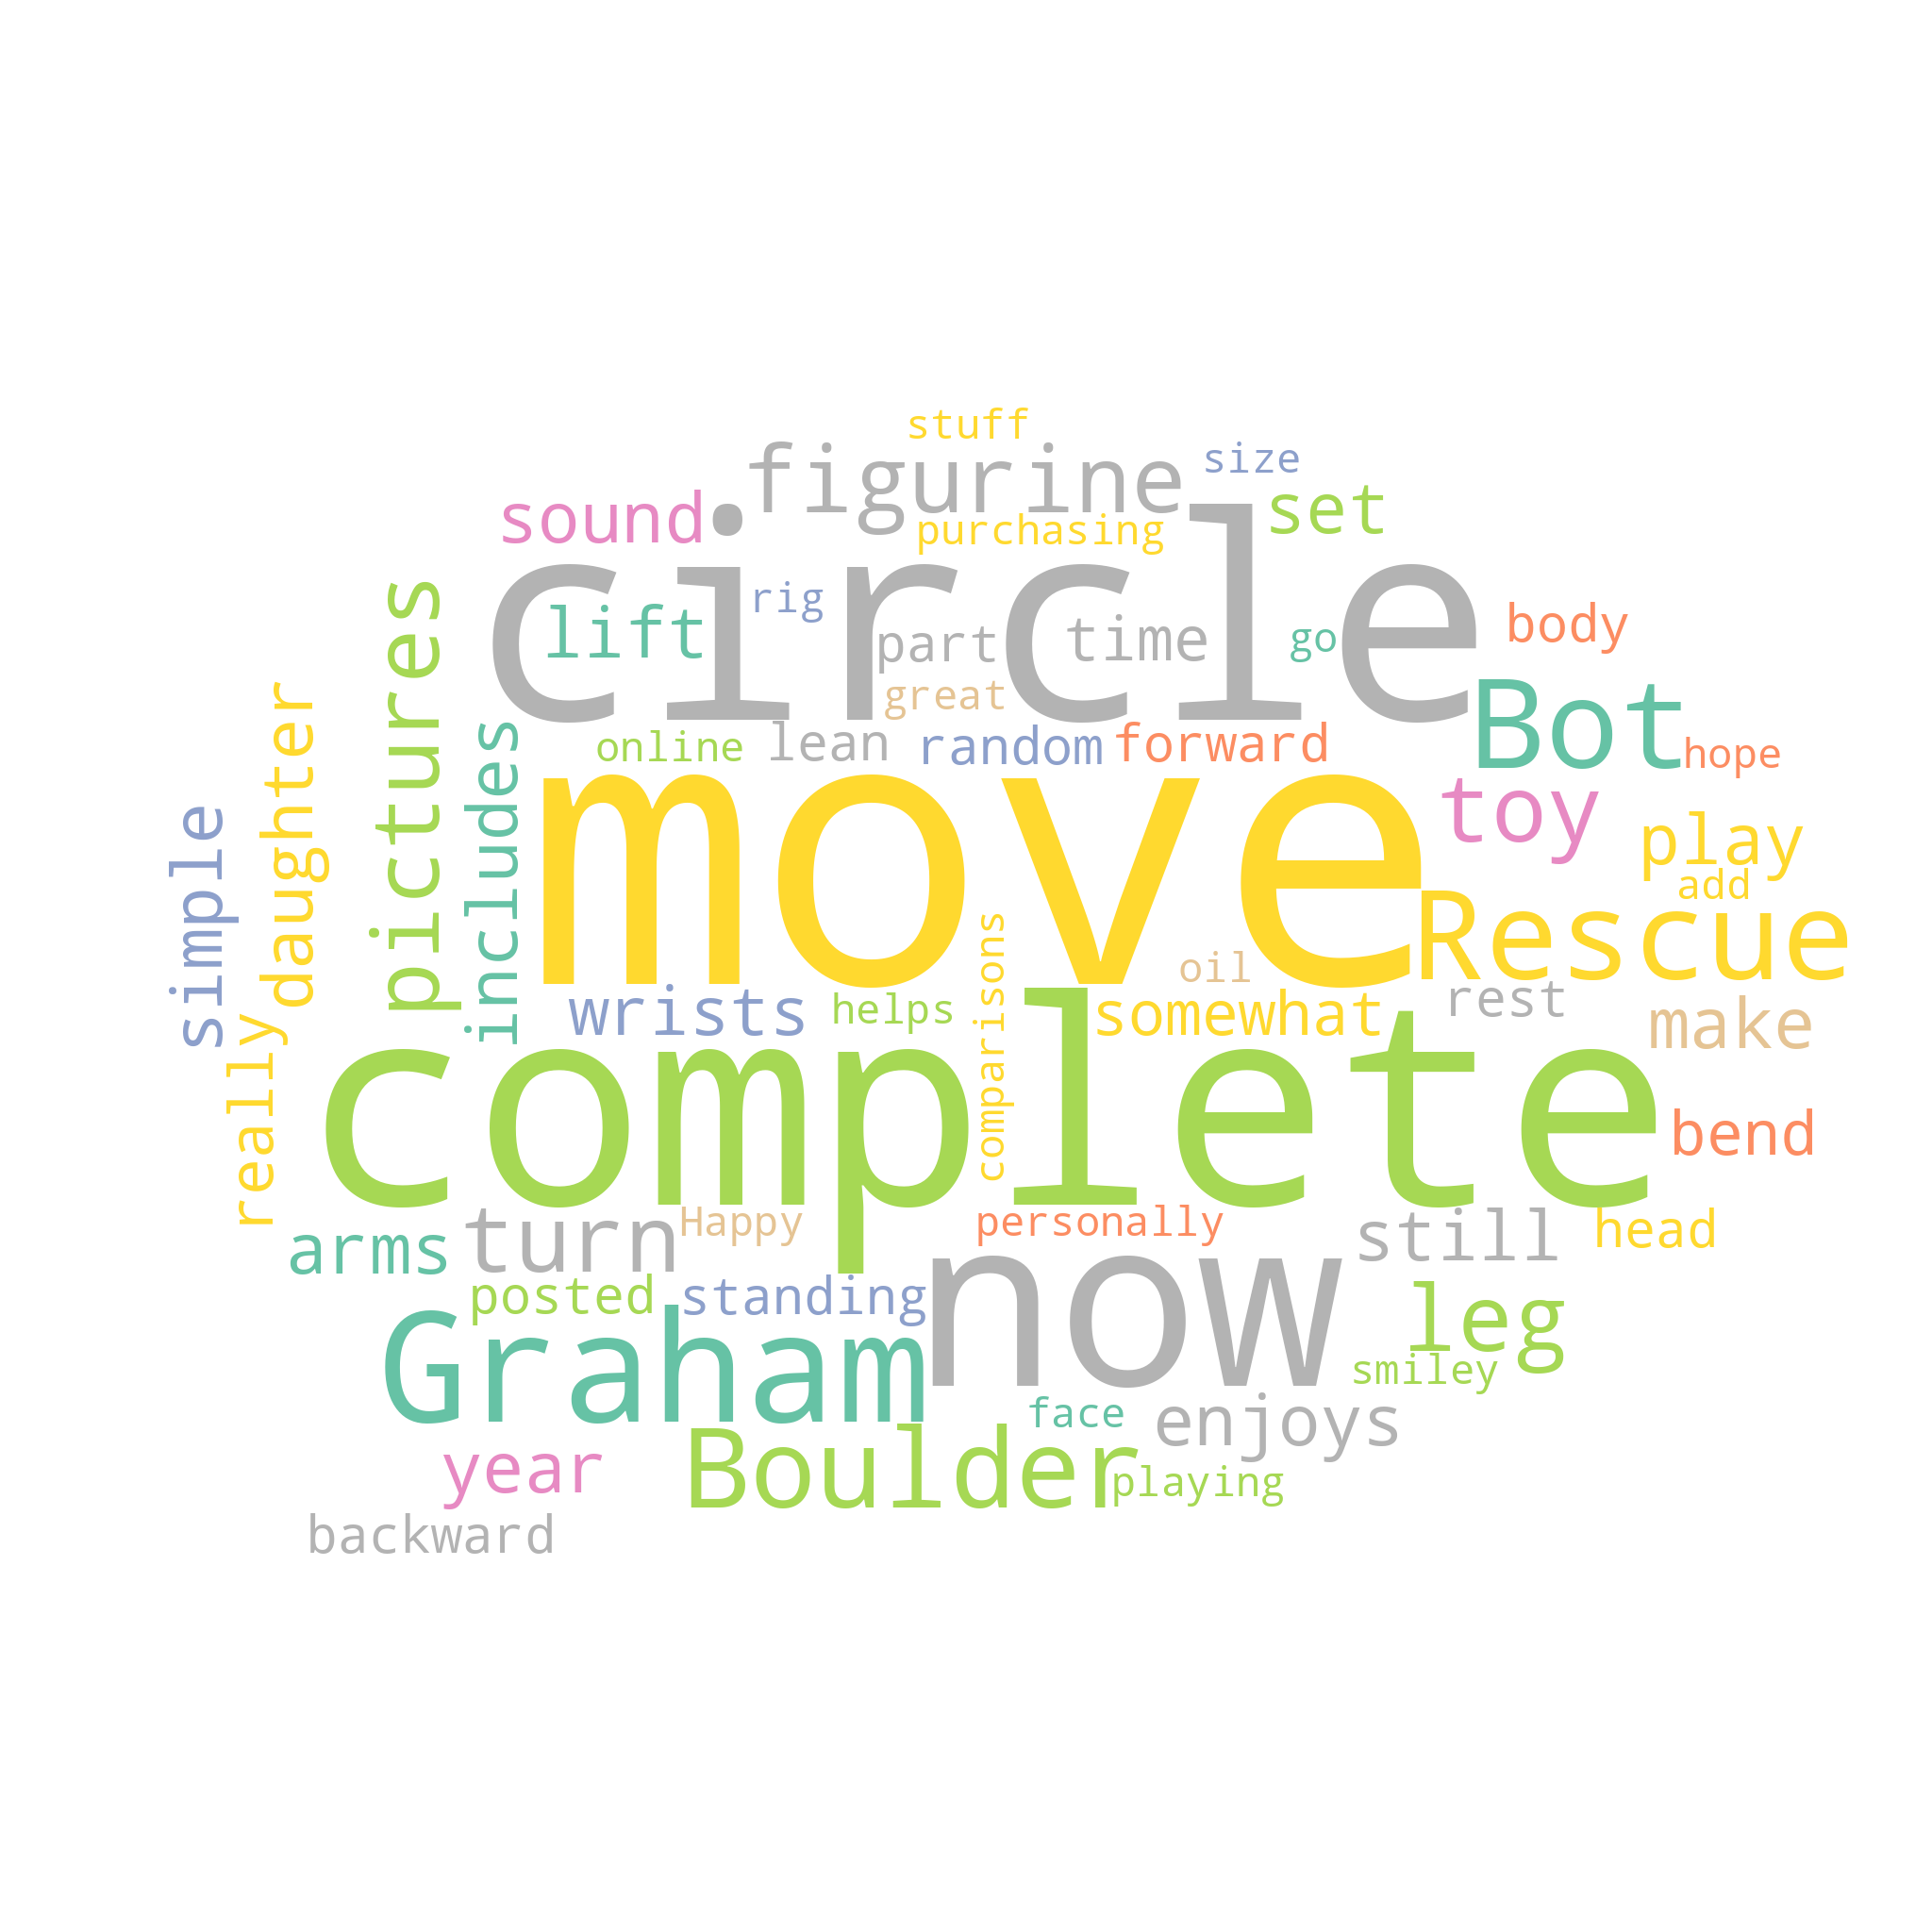 stuff
figurine
size
sound
set
purchasing
circle
rig
lift
part
time
go
body
great
pictures
Bot
online
lean
random
forward
hope
daughter
includes
move
toy
play
simple
add
Rescue
oil
wrists
helps
comparisons
somewhat
rest
make
really
complete
bend
arms
turn
Happy
personally
still
head
posted
standing
now
leg
Graham
smiley
face
enjoys
year
Boulder
playing
backward